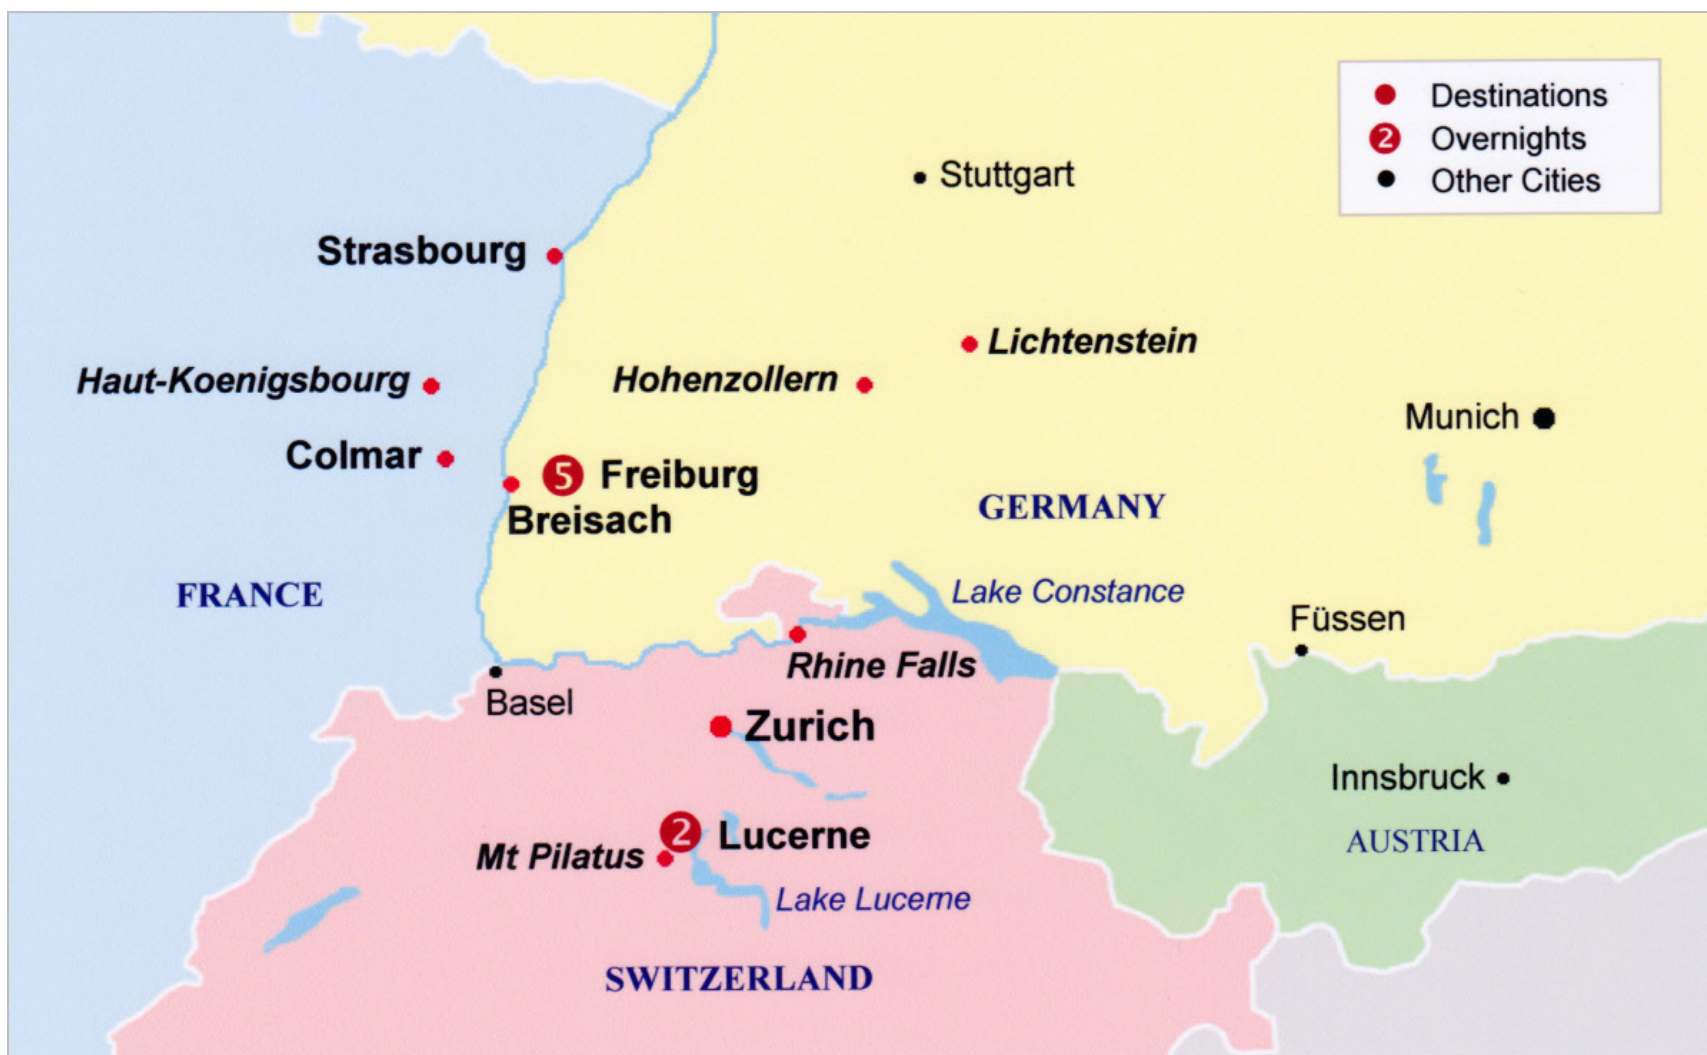 Destinations
2 Overnights
Other Cities
Stuttgart
Strasbourg
Lichtenstein
Haut-Koenigsbourg
Hohenzollern
Munich
Colmar
5 Freiburg
Breisach
GERMANY
FRANCE
Lake Constance
Füssen
Rhine Falls
Basel
Zurich
Innsbruck
2 Lucerne
AUSTRIA
Mt Pilatus
Lake Lucerne
SWITZERLAND